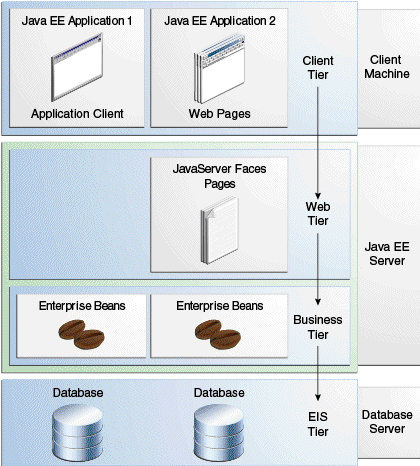 Java EE Application 1
Java EE Application 2
Application Client
Web Pages
Client
Tier
Client
Machine
JavaServer Faces
Pages
Web
Tier
Java EE
Server
Enterprise Beans
Enterprise Beans
Business
Tier
Database
Database
EIS
Tier
Database
Server